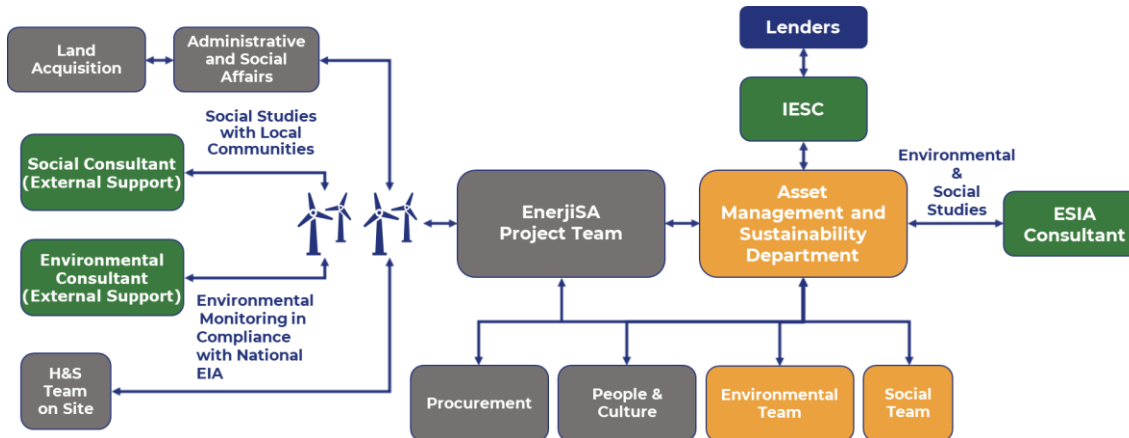 Land
Acquisition
Administrative
and Social
Affairs
Lenders
IESC
Social Studies
with Local
Communities
Social Consultant
(External Support)
Environmental
&
Social
Studies
EnerjiSA
Project Team
Asset
Management and
Sustainability
Department
ESIA
Consultant
Environmental
Consultant
(External Support)
Environmental
Monitoring in
Compliance
with National
EIA
H&S
Team
on Site
Procurement
People &
Culture
Environmental
Team
Social
Team